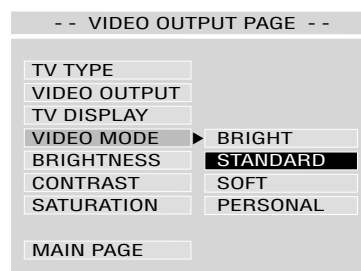 - - VIDEO OUTPUT PAGE - -
TV TYPE
VIDEO OUTPUT
TV DISPLAY
VIDEO MODE
BRIGHT
BRIGHTNESS
STANDARD
CONTRAST
SOFT
SATURATION
PERSONAL
MAIN PAGE